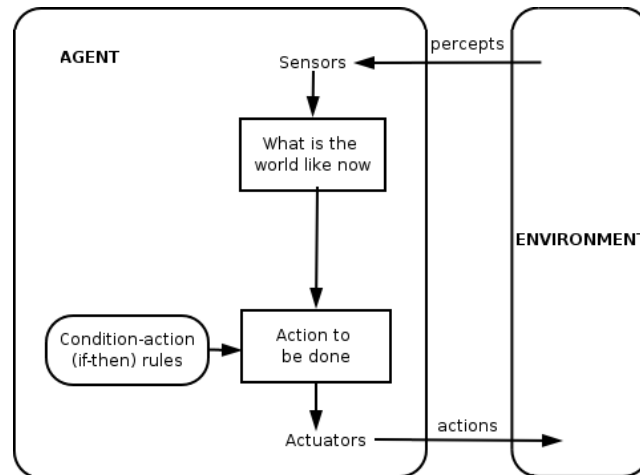 AGENT
Sensors
percepts
What is the
world like now
ENVIRONMENT
Condition-action
(if-then) rules
Action to
be done
Actuators
actions